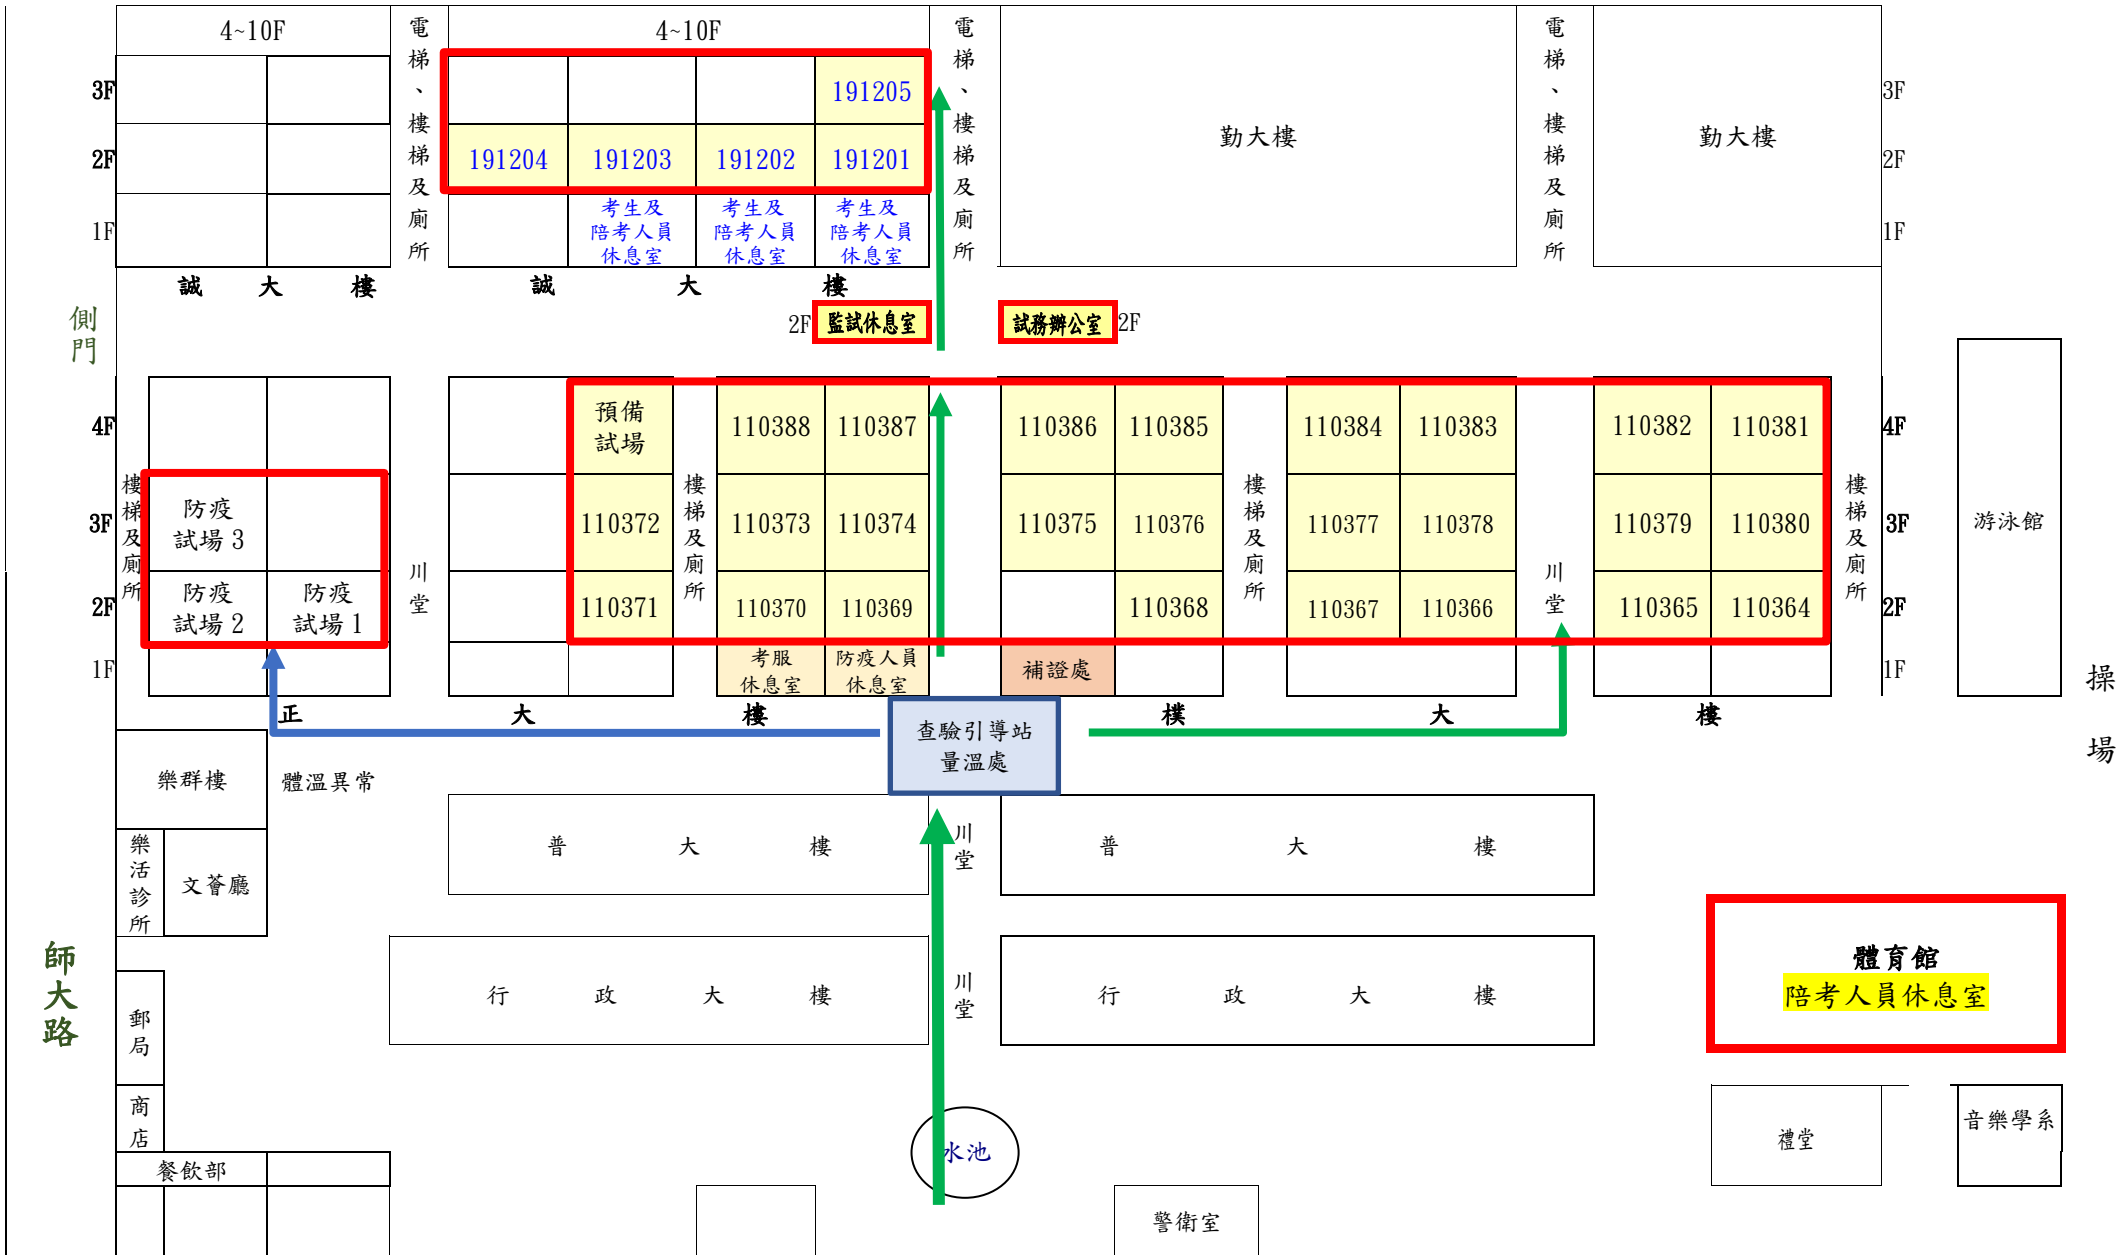 4~10F
電梯、樓梯及廁所
4~10F
電梯、樓梯及廁所
電梯、樓梯及廁所
3F
191205
3F
勤大樓
勤大樓
2F
191204
191203
191202
191201
2F
1F
考生及
陪考人員
休息室
考生及
陪考人員
休息室
考生及
陪考人員
休息室
1F
誠大樓
誠大樓
側門
2F
監試休息室
試務辦公室
2F
4F
預備
試場
110388
110387
110386
110385
110384
110383
110382
110381
4F
樓梯及廁所
樓梯及廁所
樓梯及廁所
樓梯及廁所
3F
防疫
試場 3
110372
110373
110374
110375
110376
110377
110378
110379
110380
3F
游泳館
川堂
川堂
2F
防疫
試場 2
防疫
試場 1
110371
110370
110369
110368
110367
110366
110365
110364
2F
1F
考服
休息室
防疫人員
休息室
補證處
1F
操場
正大樓
樸大樓
查驗引導站
量溫處
樂群樓
體溫異常
普大樓
川堂
普大樓
樂活診所
文薈廳
師大路
行政大樓
川堂
行政大樓
體育館
陪考人員休息室
郵局
商店
水池
禮堂
音樂學系
餐飲部
警衛室